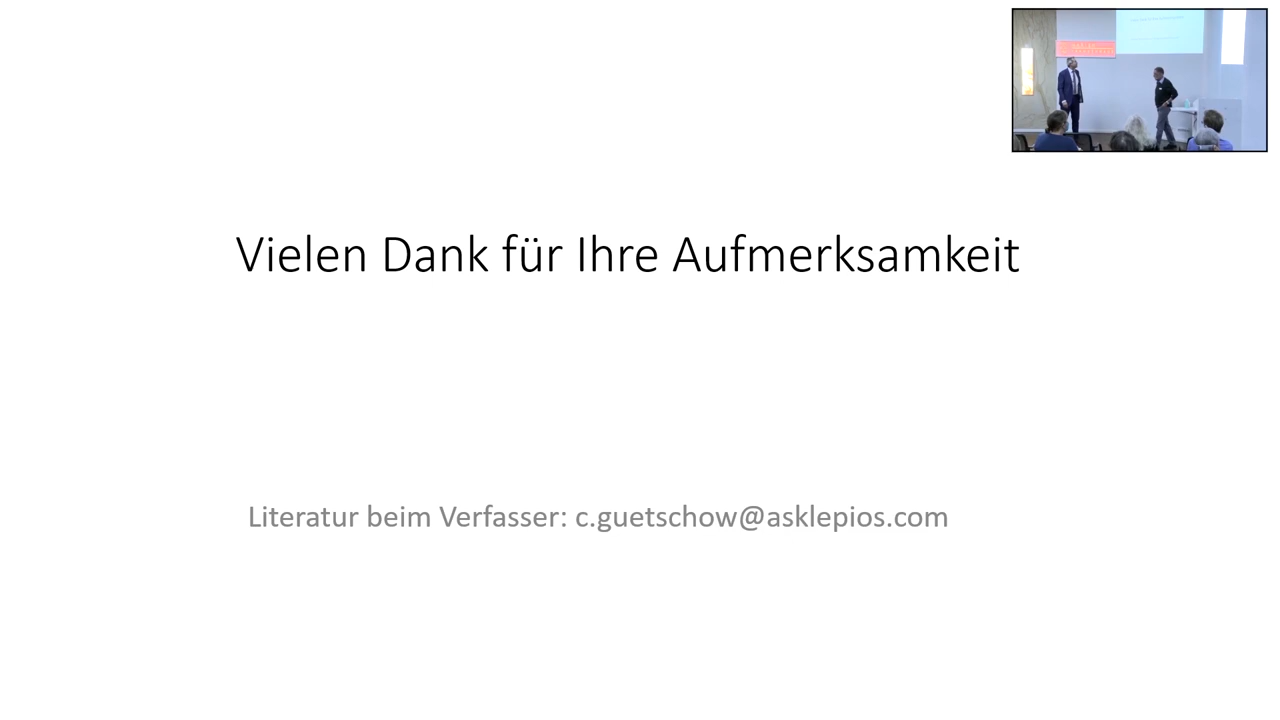 Vielen Dank für Ihre Aufmerksamkeit
Literatur beim Verfasser: c.guetschow@asklepios.com